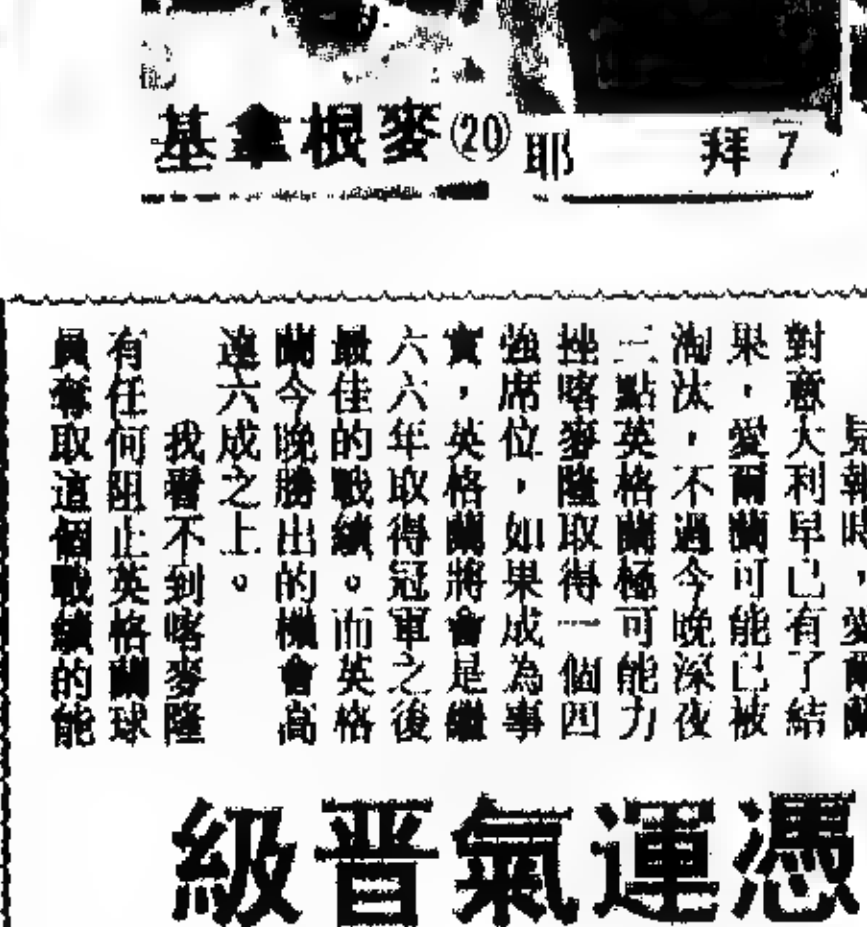 (20)麥根拿基
7 拜耶
見報時，愛爾蘭
對意大利早已有了結
果，愛爾蘭可能已被
淘汰，不過今晚深夜
三點英格蘭極可能力
挫喀麥隆取得一個四
強席位，如果成為事
實，英格蘭將會是繼
六六年取得冠軍之後
最佳的戰績。而英格
蘭今晚勝出的機會高
達六成之上。
我看不到喀麥隆
有任何阻止英格蘭球
員奪取這個戰績的能
憑運氣晉級